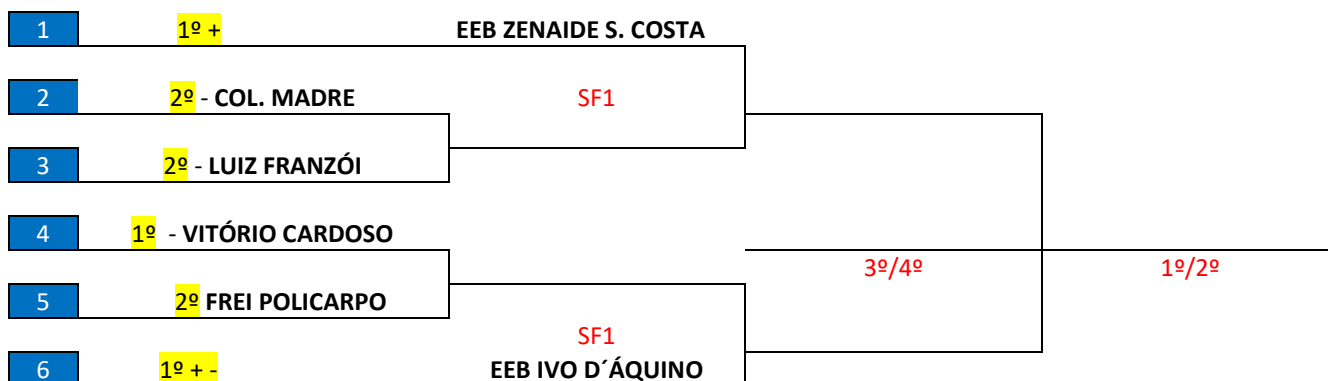 1 1º + EEB ZENAIDE S. COSTA
2 2º - COL. MADRE SF1
3 2º - LUIZ FRANZÓI
4 1º - VITÓRIO CARDOSO
3º/4º 1º/2º
5 2º FREI POLICARPO
SF1
6 1º + - EEB IVO D´ÁQUINO